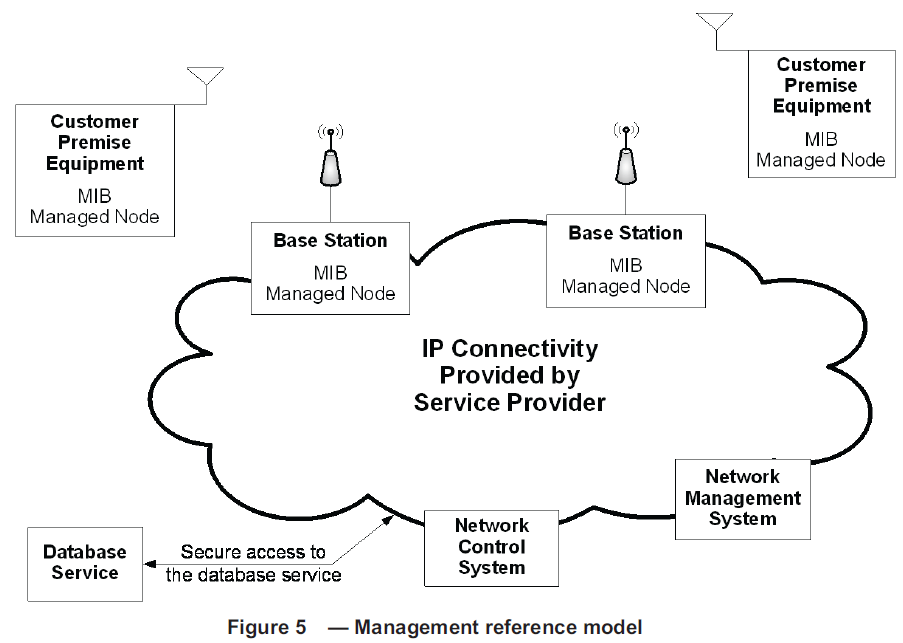 Customer
Premise
Equipment
MIB
Managed Node
Customer
Premise
Equipment
MIB
Managed Node
Base Station
MIB
Managed Node
Base Station
MIB
Managed Node
IP Connectivity
Provided by
Service Provider
Network
Management
System
Network
Control
System
Database
Service
Secure access to
the database service
Figure 5 — Management reference model